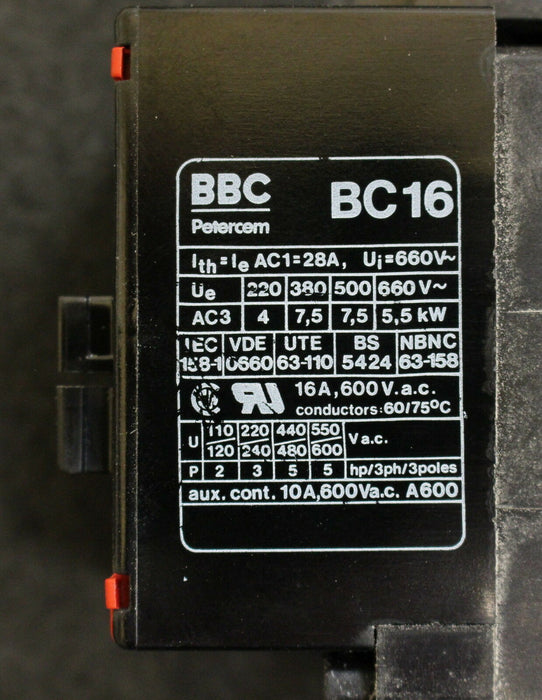 BBC BC16
Petercem
Ith=Ie AC1=28A, Ui=660V~
Ue 220 380 500 660 V~
AC3 4 7,5 7,5 5,5 kW
IEC VDE UTE BS NBNC
158-1 0660 63-110 5424 63-158
16A,600V.a.c.
conductors:60/75°C
U 110 220 440 550 Va.c.
120 240 480 600
P 2 3 5 5 hp/3ph/3poles
aux. cont. 10A,600Va.c. A600